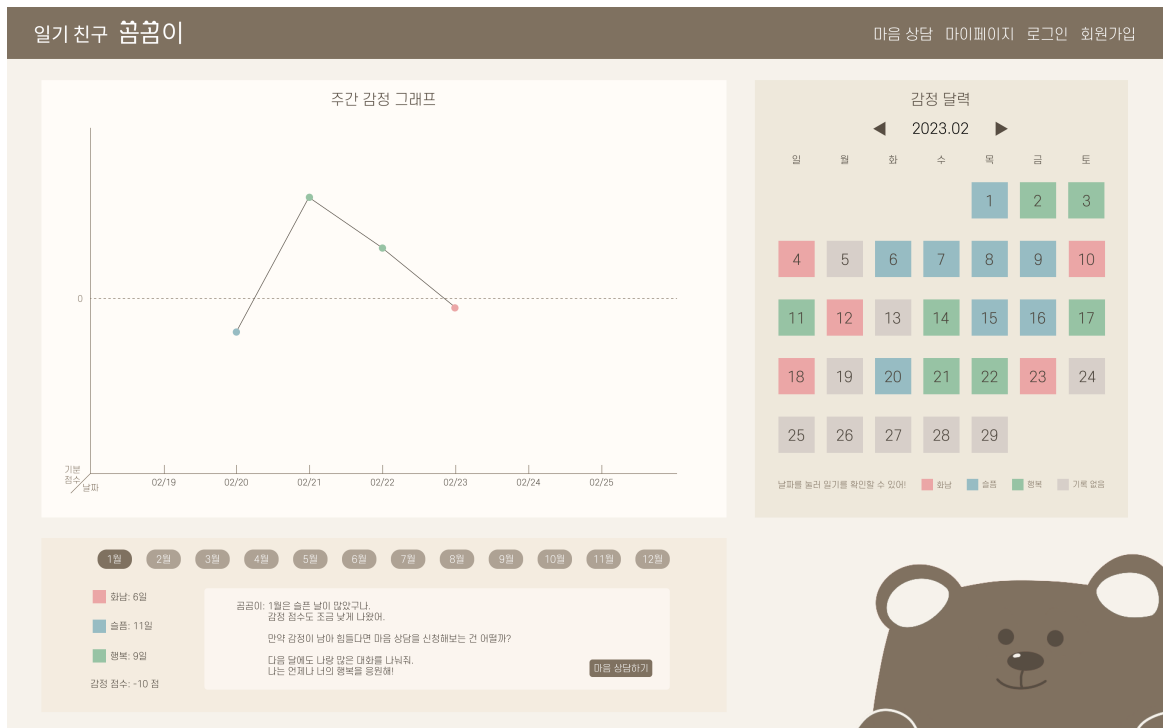 일기 친구 꼼꼼이
마음 상담 마이페이지 로그인 회원가입
주간 감정 그래프
0
기분
점수
날짜
02/19 02/20 02/21 02/22 02/23 02/24 02/25
감정 달력
◀ 2023.02 ▶
일 월 화 수 목 금 토
1 2 3
4 5 6 7 8 9 10
11 12 13 14 15 16 17
18 19 20 21 22 23 24
25 26 27 28 29
날짜를 눌러 일기를 확인할 수 있어! 화남 슬픔 행복 기록 없음
1월 2월 3월 4월 5월 6월 7월 8월 9월 10월 11월 12월
화남: 6일
슬픔: 11일
행복: 9일
감정 점수: -10 점
곰곰이: 1월은 슬픈 날이 많았구나.
감정 점수도 조금 낮게 나왔어.
만약 감정이 남아 힘들다면 마음 상담을 신청해보는 건 어떨까?
다음 달에도 나랑 많은 대화를 나눠줘.
나는 언제나 너의 행복을 응원해!
마음 상담하기